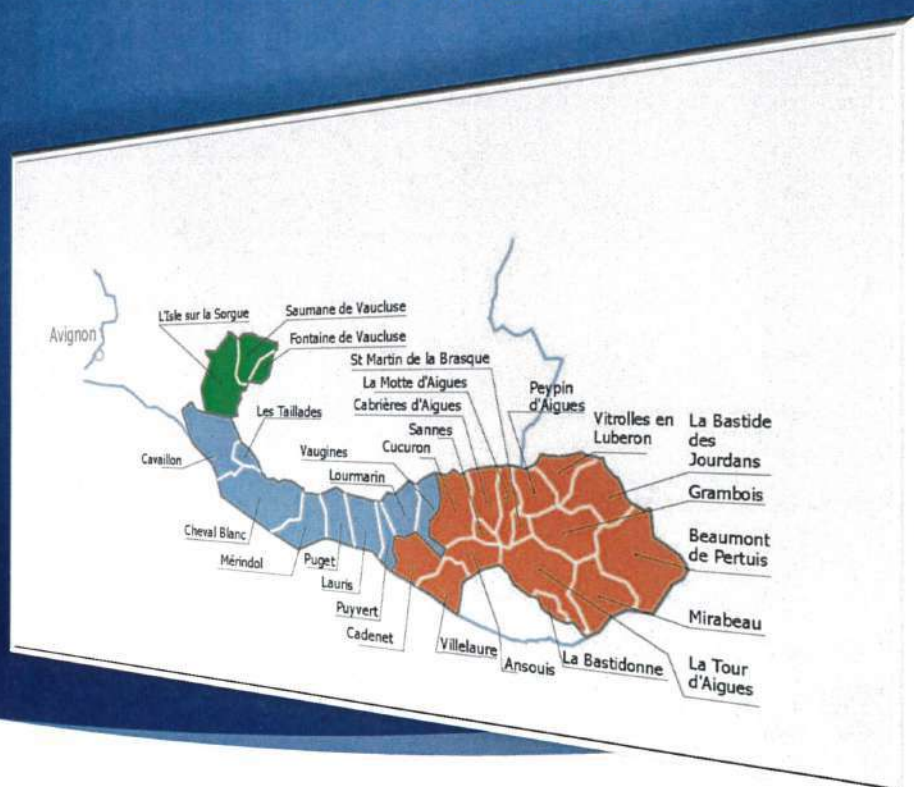 Avignon
L'Isle sur la Sorgue
Saumane de Vaucluse
Fontaine de Vaucluse
St Martin de la Brasque
La Motte d'Aigues
Cabrières d'Aigues
Sannes
Cucuron
Peypin
d'Aigues
Vitrolles en
Luberon
La Bastide
des
Jourdans
Grambois
Beaumont
de Pertuis
Mirabeau
La Tour
d'Aigues
La Bastidonne
Ansouis
Villelaure
Cadenet
Puyvert
Lauris
Puget
Mérindol
Cheval Blanc
Cavaillon
Les Taillades
Vaugines
Lourmarin